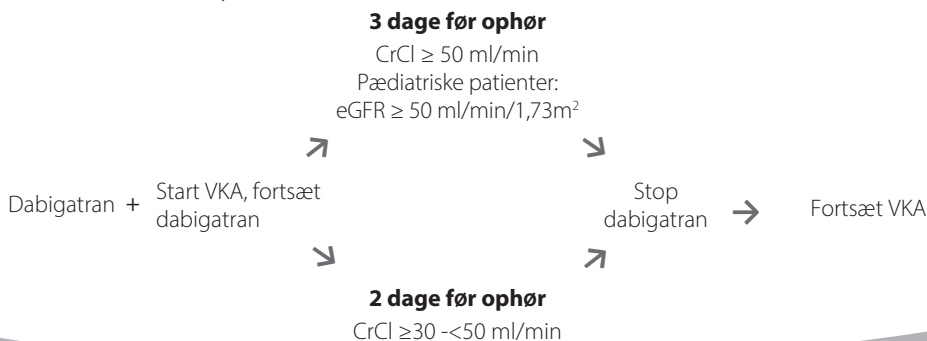 3 dage før ophør
CrCl ≥ 50 ml/min
Pædiatriske patienter:
eGFR ≥ 50 ml/min/1,73m²
Dabigatran + Start VKA, fortsæt
dabigatran
Stop
dabigatran
Fortsæt VKA
2 dage før ophør
CrCl ≥30 -<50 ml/min